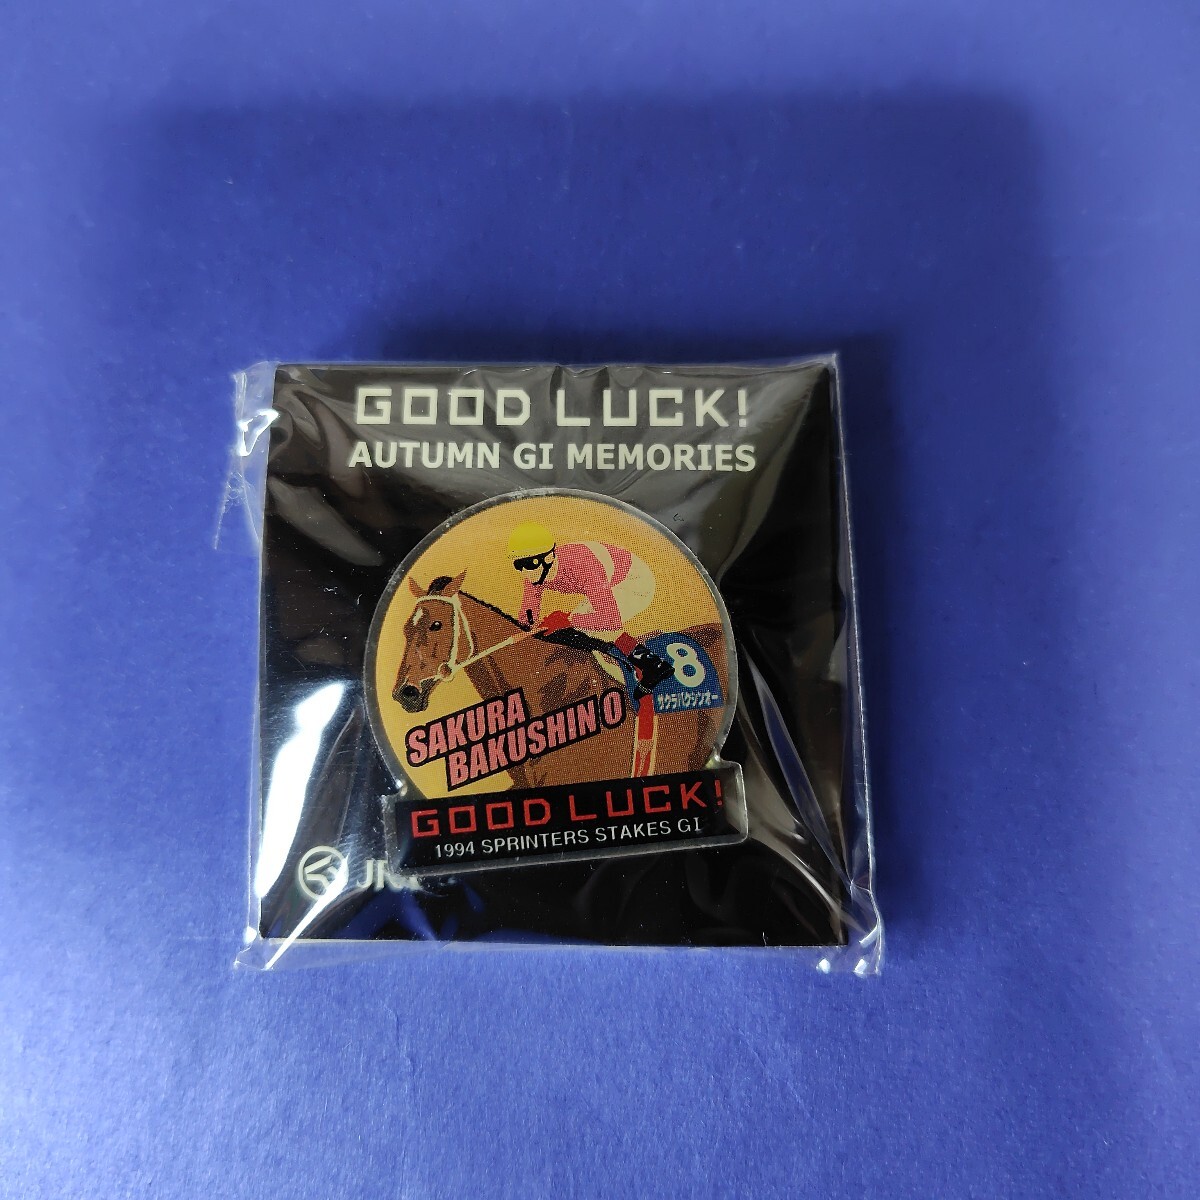 GOOD LUCK!
AUTUMN GI MEMORIES
8
サクラバクシンオー
SAKURA
BAKUSHIN O
GOOD LUCK!
1994 SPRINTERS STAKES GI